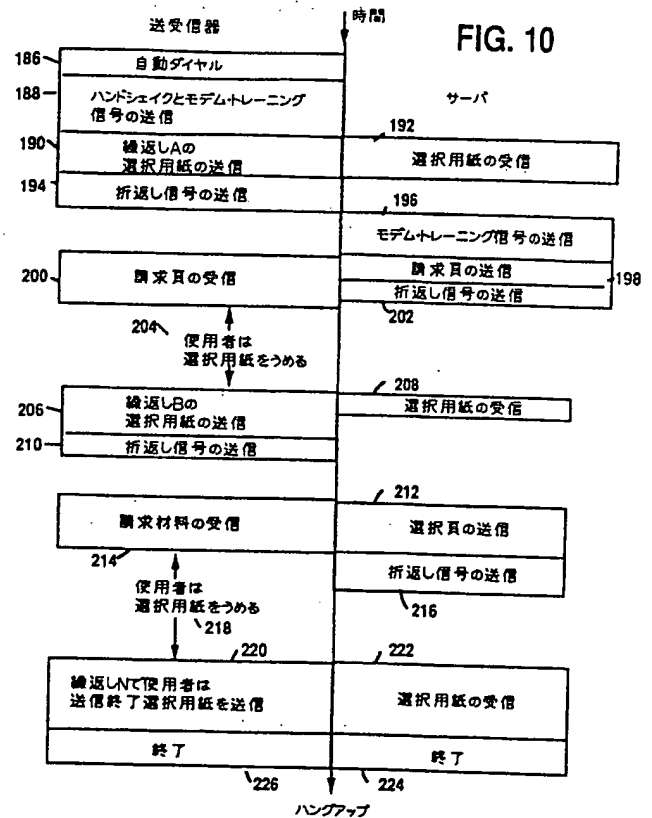 FIG. 10
時間
送受信器
サーバ
186
自動ダイヤル
188
ハンドシェイクとモデム・トレーニング
信号の送信
190
192
繰返しAの
選択用紙の送信
選択用紙の受信
194
折返し信号の送信
196
モデム・トレーニング信号の送信
200
請求頁の受信
請求頁の送信
198
折返し信号の送信
202
204
使用者は
選択用紙をうめる
206
208
繰返しBの
選択用紙の送信
選択用紙の受信
210
折返し信号の送信
212
請求材料の受信
選択頁の送信
214
折返し信号の送信
216
使用者は
選択用紙をうめる
218
220
222
繰返しNで使用者は
送信終了選択用紙を送信
選択用紙の受信
終了
終了
226
224
ハングアップ